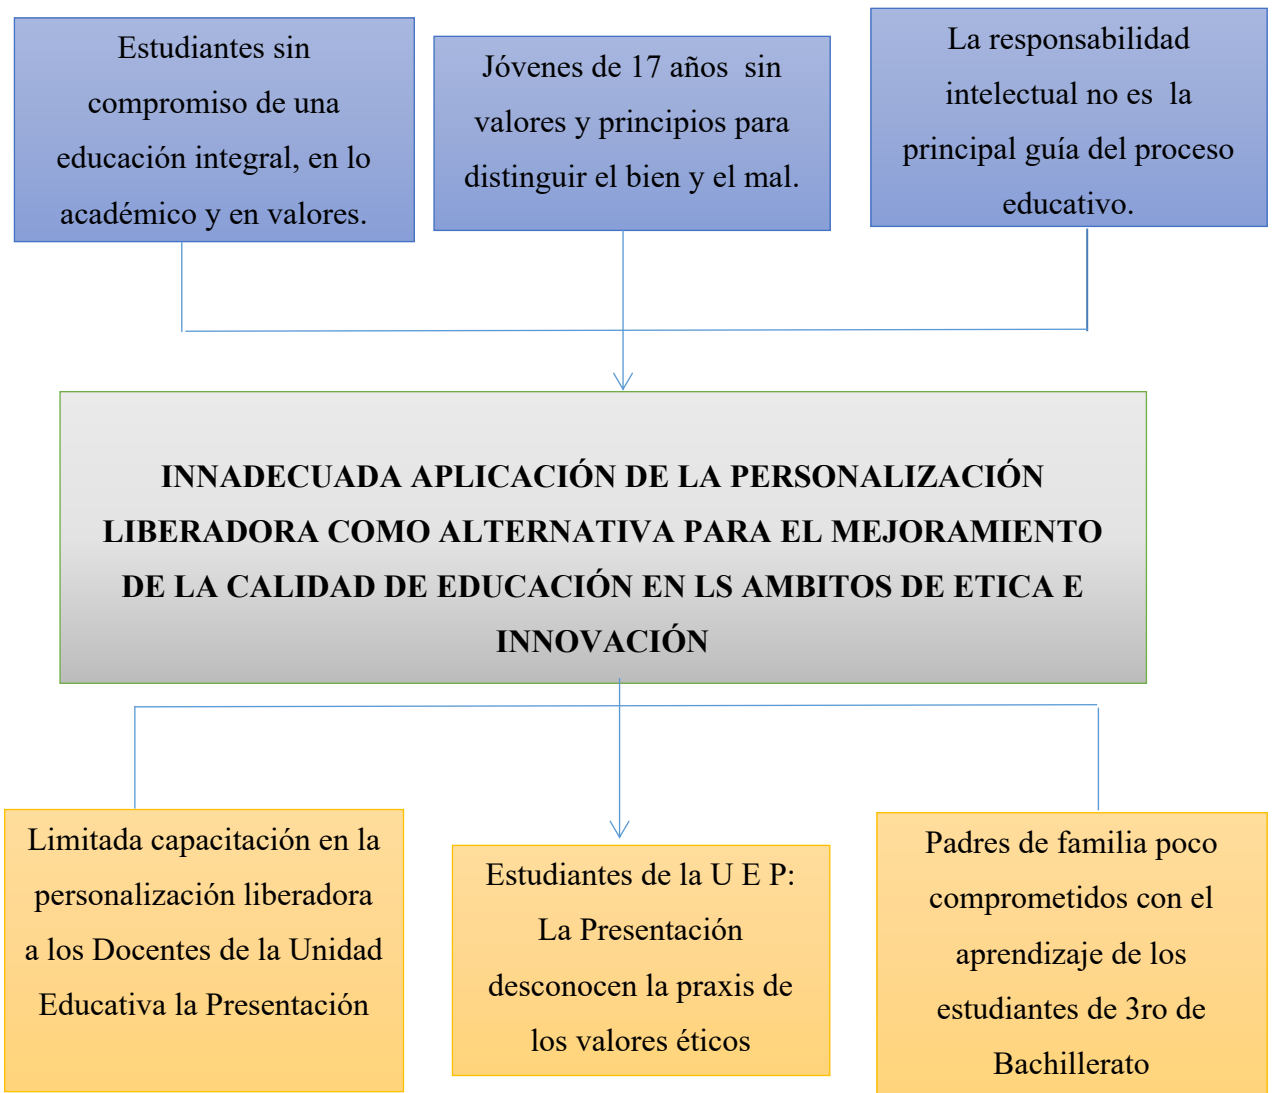 Estudiantes sin
compromiso de una
educación integral, en lo
académico y en valores.
Jóvenes de 17 años  sin
valores y principios para
distinguir el bien y el mal.
La responsabilidad
intelectual no es  la
principal guía del proceso
educativo.
INNADECUADA APLICACIÓN DE LA PERSONALIZACIÓN
LIBERADORA COMO ALTERNATIVA PARA EL MEJORAMIENTO
DE LA CALIDAD DE EDUCACIÓN EN LS AMBITOS DE ETICA E
INNOVACIÓN
Limitada capacitación en la
personalización liberadora
a los Docentes de la Unidad
Educativa la Presentación
Estudiantes de la U E P:
La Presentación
desconocen la praxis de
los valores éticos
Padres de familia poco
comprometidos con el
aprendizaje de los
estudiantes de 3ro de
Bachillerato